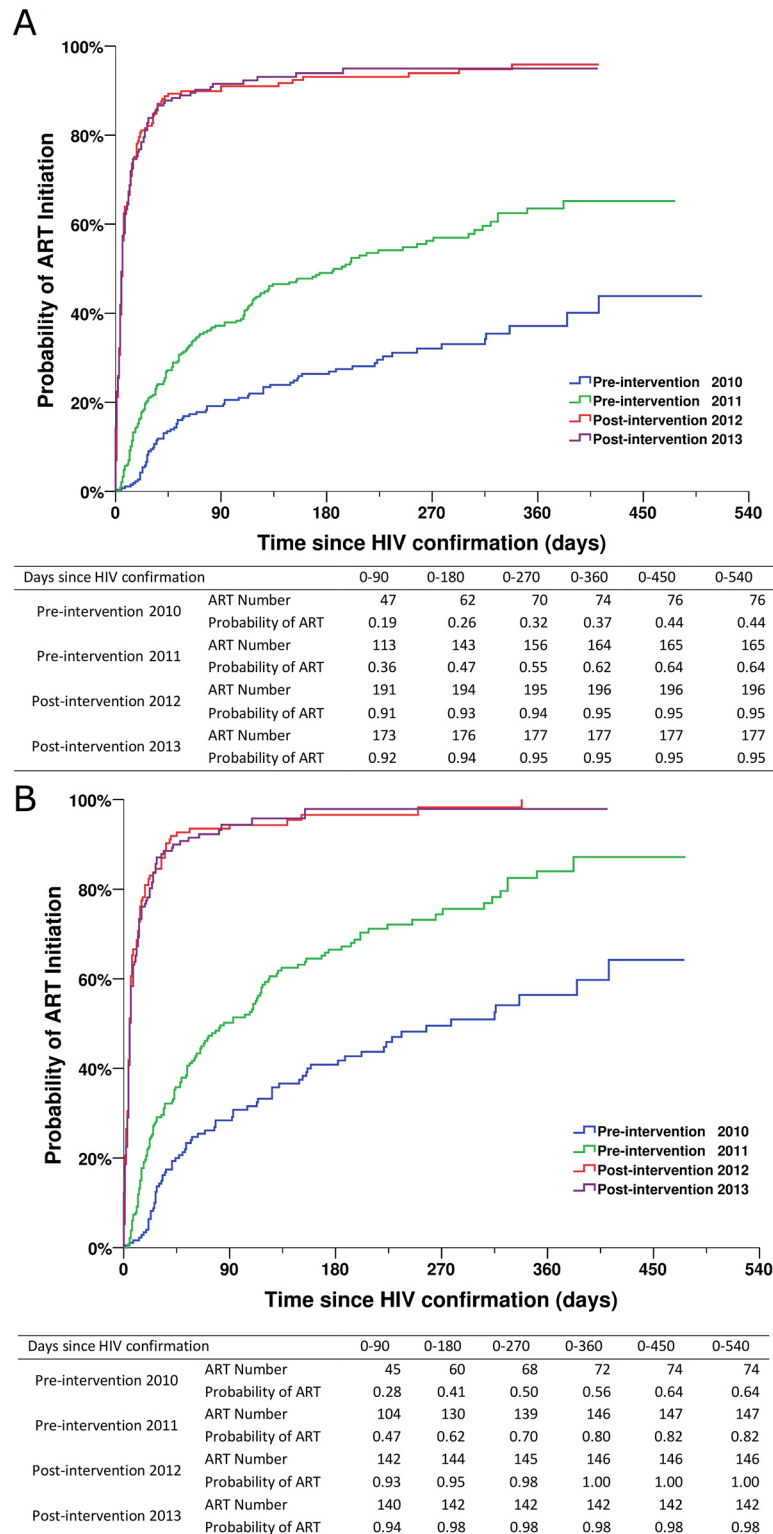 A
100%
80%
60%
40%
20%
0%
Probability of ART Initiation
Pre-intervention 2010
Pre-intervention 2011
Post-intervention 2012
Post-intervention 2013
0 90 180 270 360 450 540
Time since HIV confirmation (days)
Days since HIV confirmation 0-90 0-180 0-270 0-360 0-450 0-540
Pre-intervention 2010
ART Number 47 62 70 74 76 76
Probability of ART 0.19 0.26 0.32 0.37 0.44 0.44
Pre-intervention 2011
ART Number 113 143 156 164 165 165
Probability of ART 0.36 0.47 0.55 0.62 0.64 0.64
Post-intervention 2012
ART Number 191 194 195 196 196 196
Probability of ART 0.91 0.93 0.94 0.95 0.95 0.95
Post-intervention 2013
ART Number 173 176 177 177 177 177
Probability of ART 0.92 0.94 0.95 0.95 0.95 0.95
B
100%
80%
60%
40%
20%
0%
Probability of ART Initiation
Pre-intervention 2010
Pre-intervention 2011
Post-intervention 2012
Post-intervention 2013
0 90 180 270 360 450 540
Time since HIV confirmation (days)
Days since HIV confirmation 0-90 0-180 0-270 0-360 0-450 0-540
Pre-intervention 2010
ART Number 45 60 68 72 74 74
Probability of ART 0.28 0.41 0.50 0.56 0.64 0.64
Pre-intervention 2011
ART Number 104 130 139 146 147 147
Probability of ART 0.47 0.62 0.70 0.80 0.82 0.82
Post-intervention 2012
ART Number 142 144 145 146 146 146
Probability of ART 0.93 0.95 0.98 1.00 1.00 1.00
Post-intervention 2013
ART Number 140 142 142 142 142 142
Probability of ART 0.94 0.98 0.98 0.98 0.98 0.98